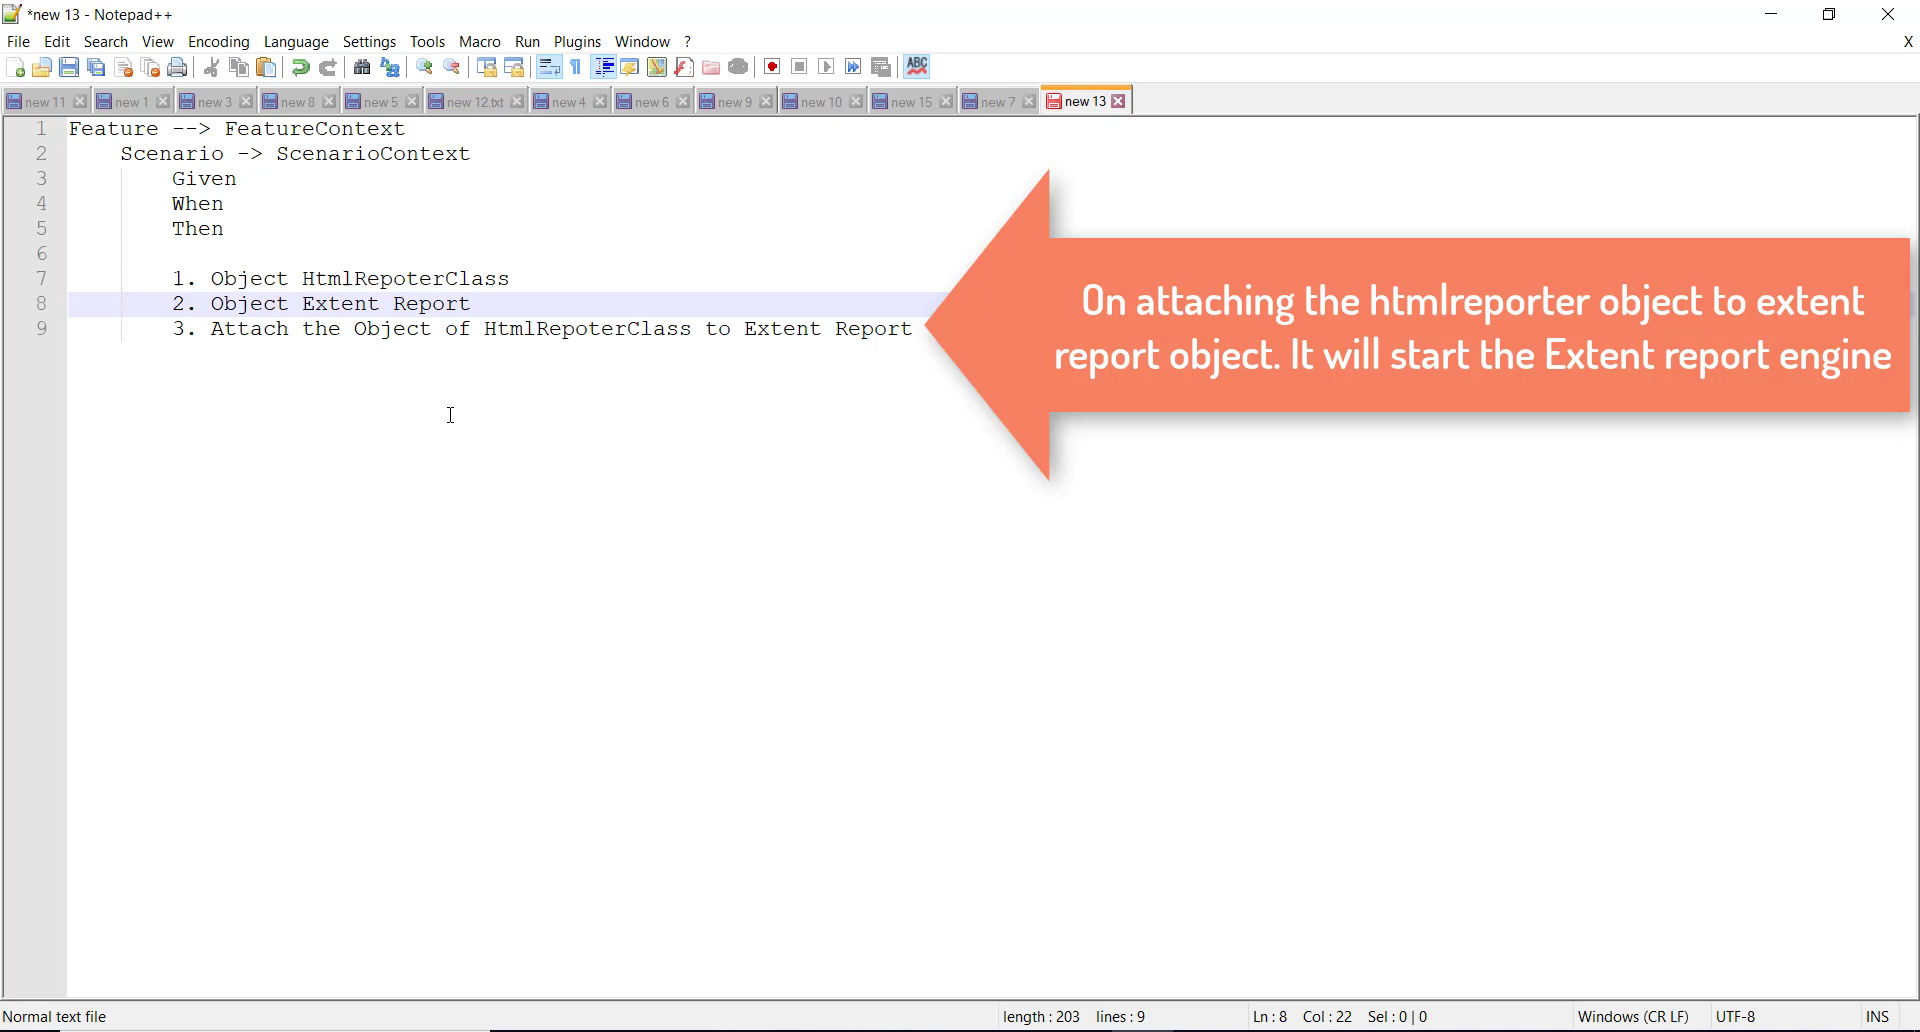 *new 13 - Notepad++
File Edit Search View Encoding Language Settings Tools Macro Run Plugins Window ? X
ABC
new 11 new 1 new 3 new 8 new 5 new 12.txt new 4 new 6 new 9 new 10 new 15 new 7 new 13
1 Feature --> FeatureContext
2 Scenario -> ScenarioContext
3 Given
4 When
5 Then
6
7 1. Object HtmlRepoterClass
8 2. Object Extent Report
9 3. Attach the Object of HtmlRepoterClass to Extent Report
On attaching the htmlreporter object to extent
report object. It will start the Extent report engine
Normal text file length : 203 lines : 9 Ln : 8 Col : 22 Sel : 0 | 0 Windows (CR LF) UTF-8 INS